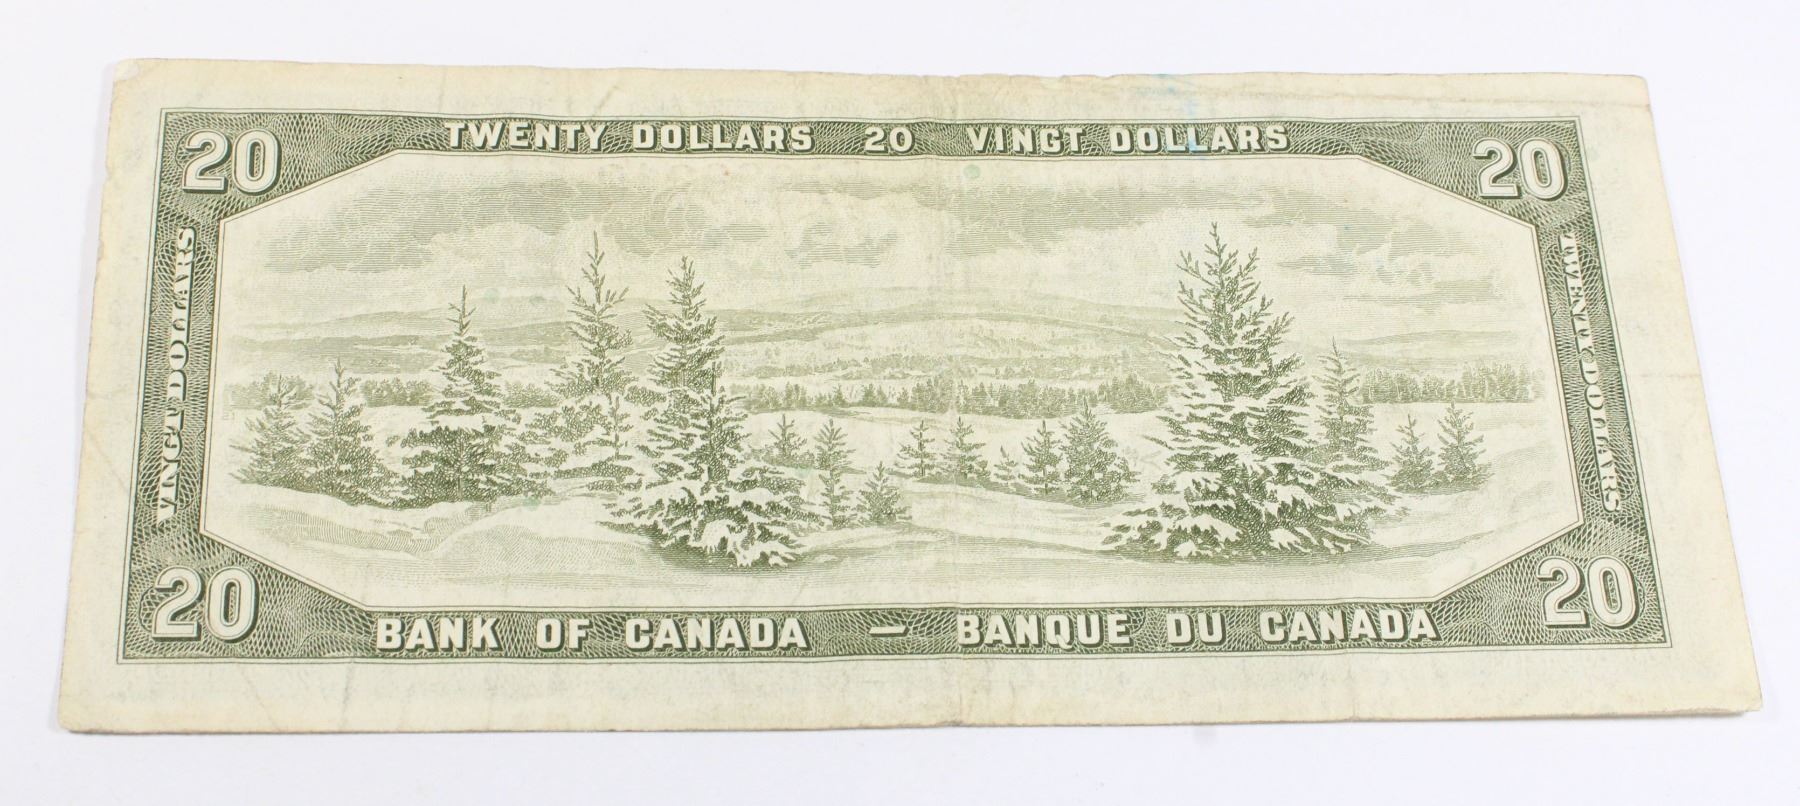 TWENTY DOLLARS 20 VINGT DOLLARS
20
20
VINGT DOLLARS
TWENTY DOLLARS
20
20
BANK OF CANADA — BANQUE DU CANADA